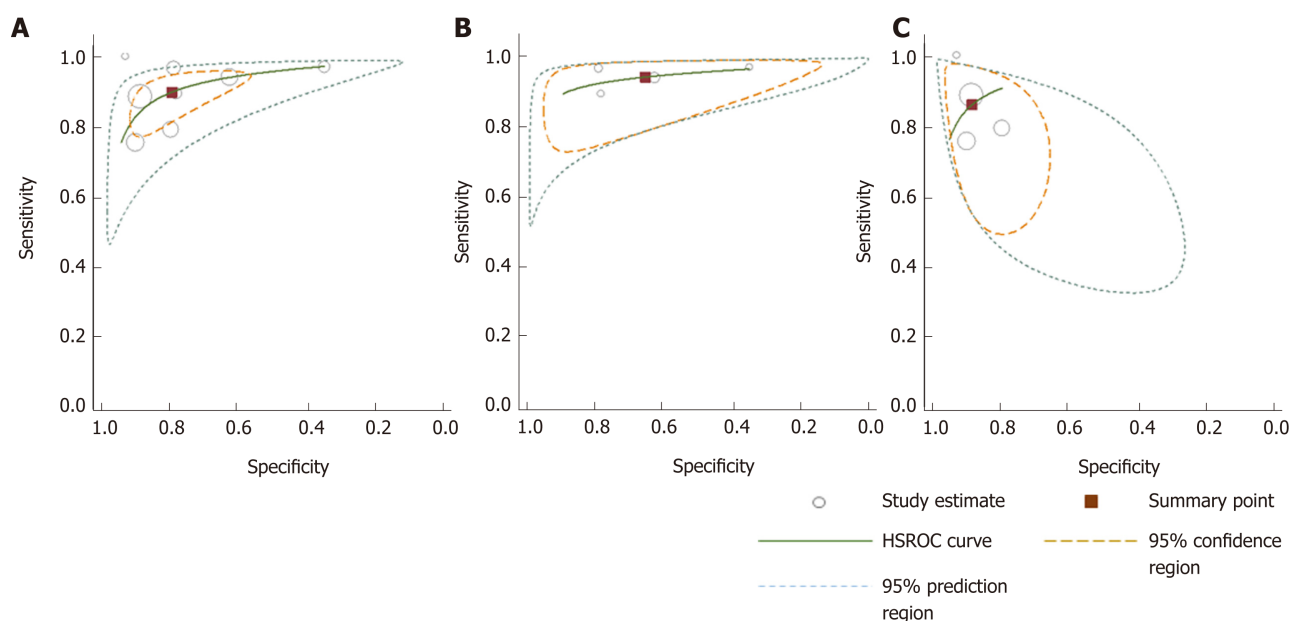 A
B
C
1.0
0.8
0.6
0.4
0.2
0.0
Sensitivity
1.0 0.8 0.6 0.4 0.2 0.0
Specificity
1.0
0.8
0.6
0.4
0.2
0.0
Sensitivity
1.0 0.8 0.6 0.4 0.2 0.0
Specificity
1.0
0.8
0.6
0.4
0.2
0.0
Sensitivity
1.0 0.8 0.6 0.4 0.2 0.0
Specificity
Study estimate
Summary point
HSROC curve
95% confidence
region
95% prediction
region